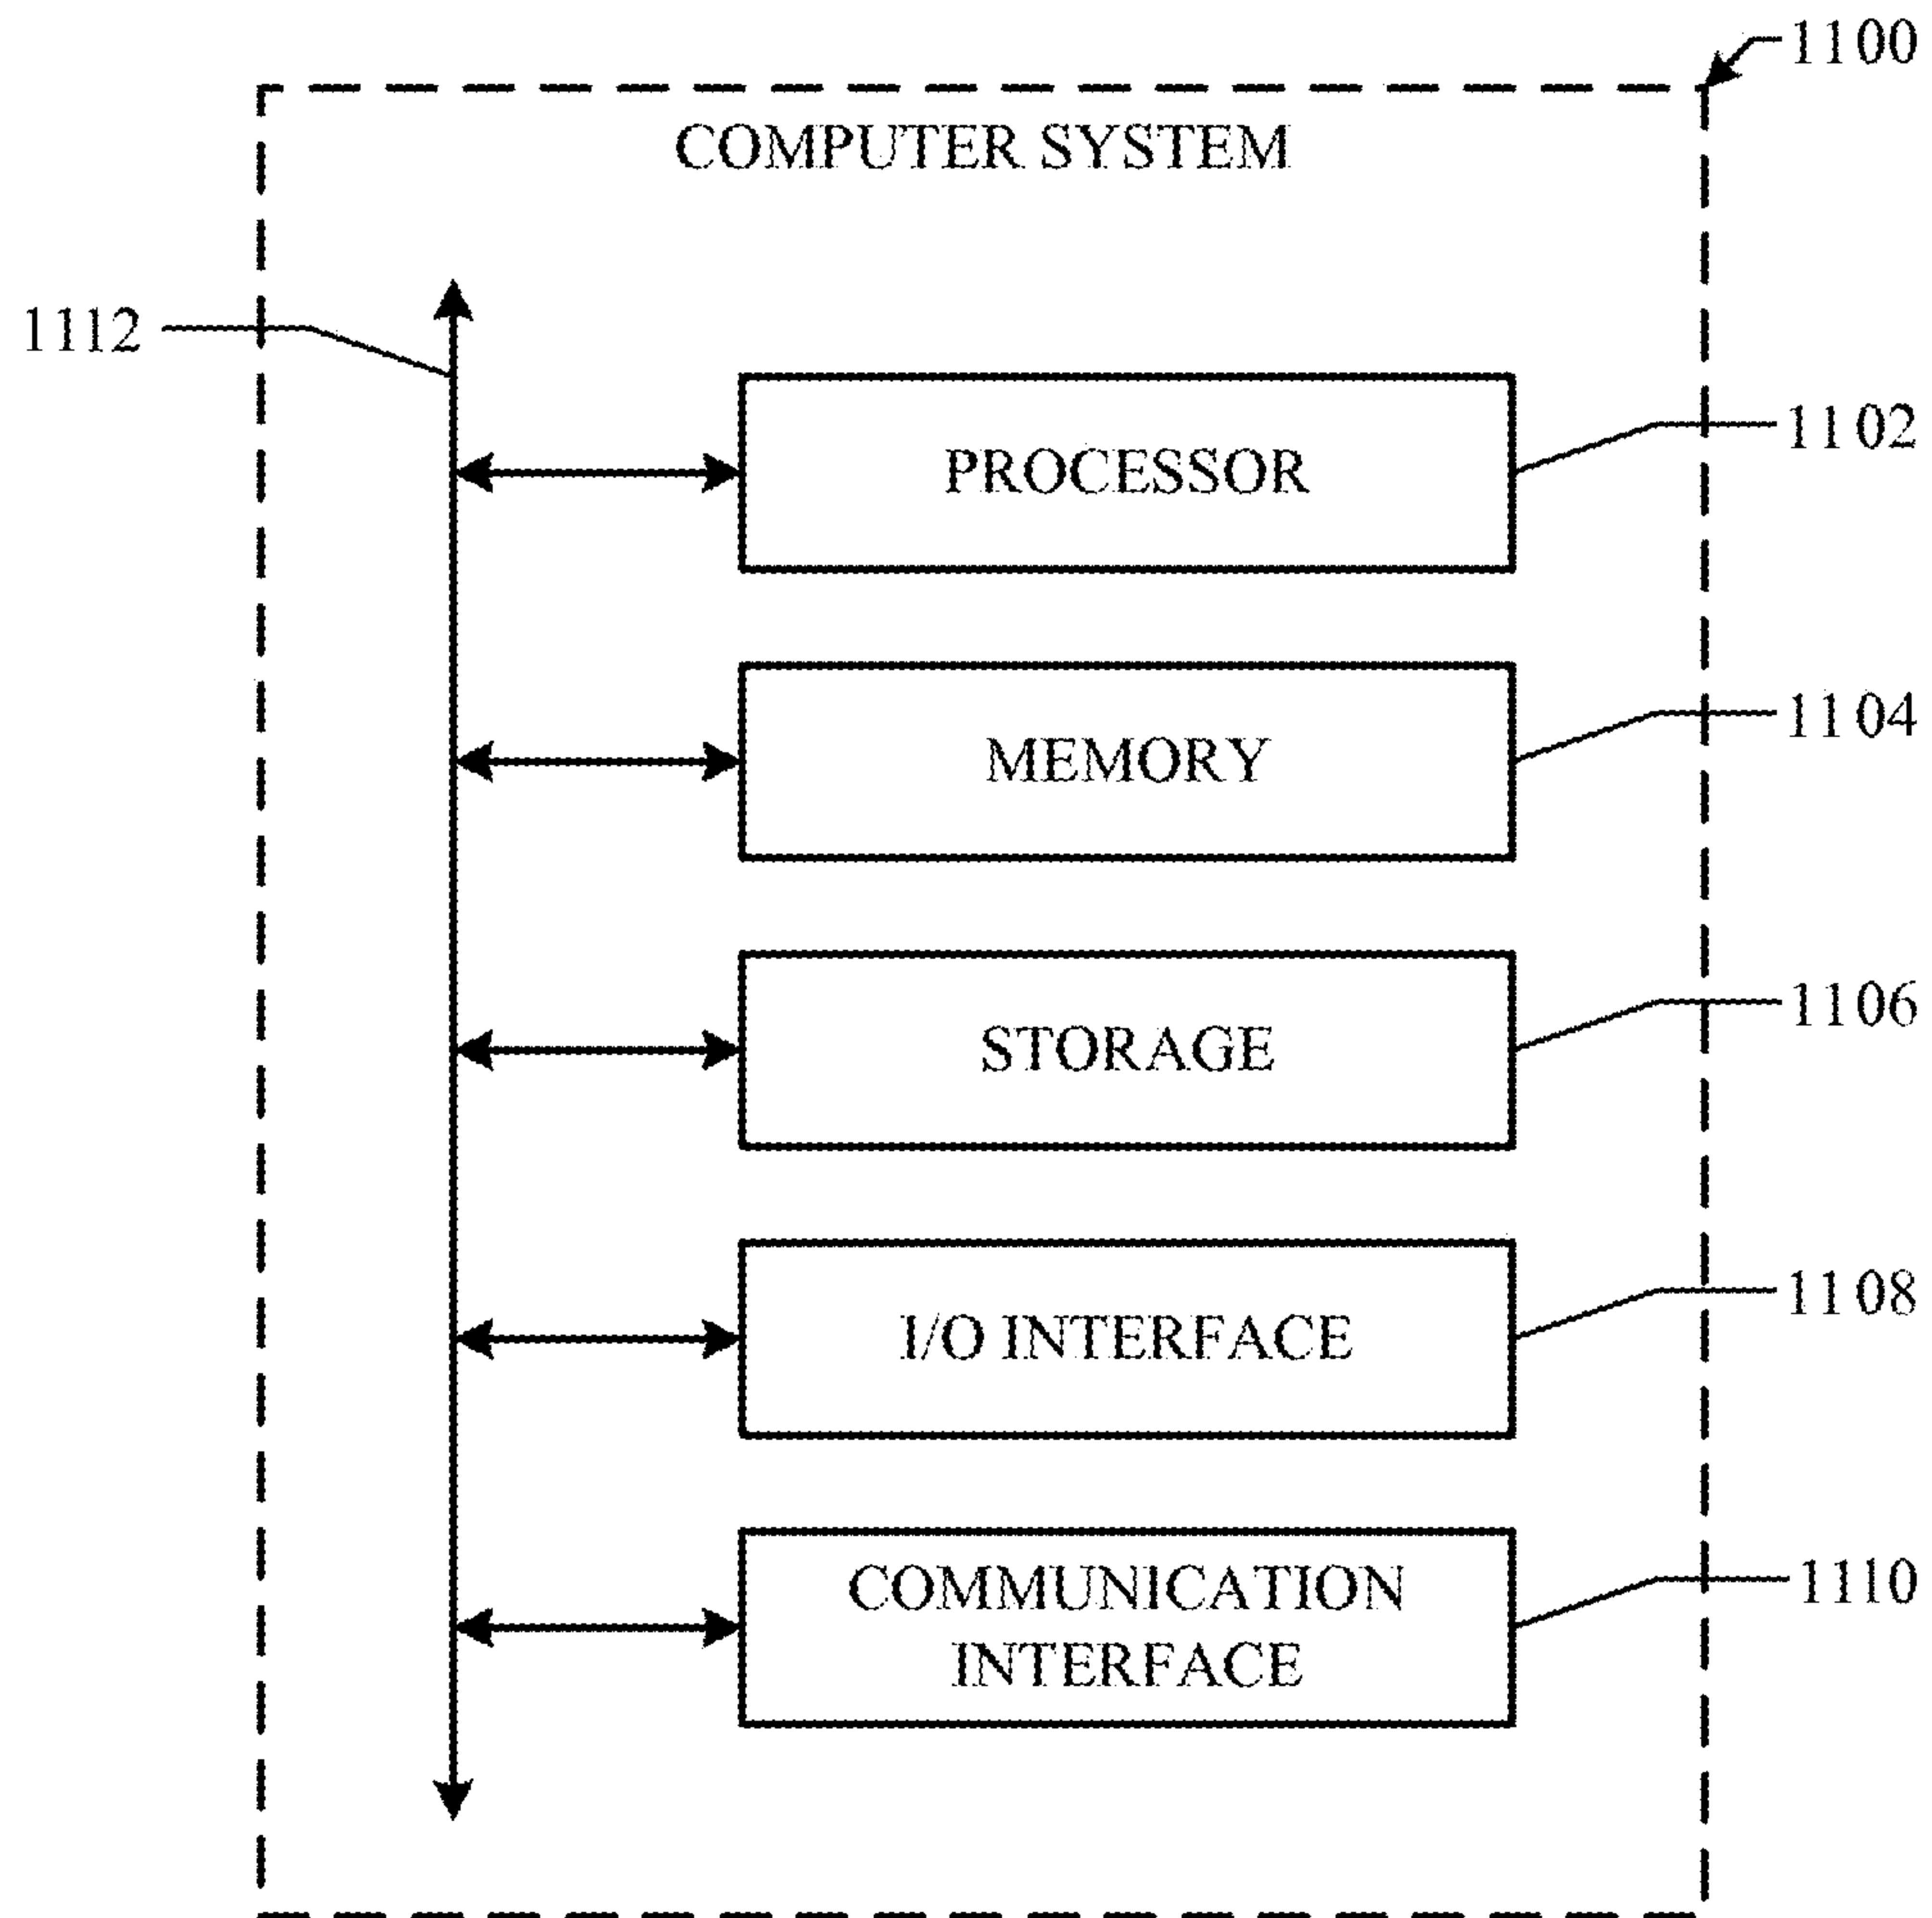 1100
COMPUTER SYSTEM
1112
PROCESSOR
1102
MEMORY
1104
STORAGE
1106
I/O INTERFACE
1108
COMMUNICATION
INTERFACE
1110